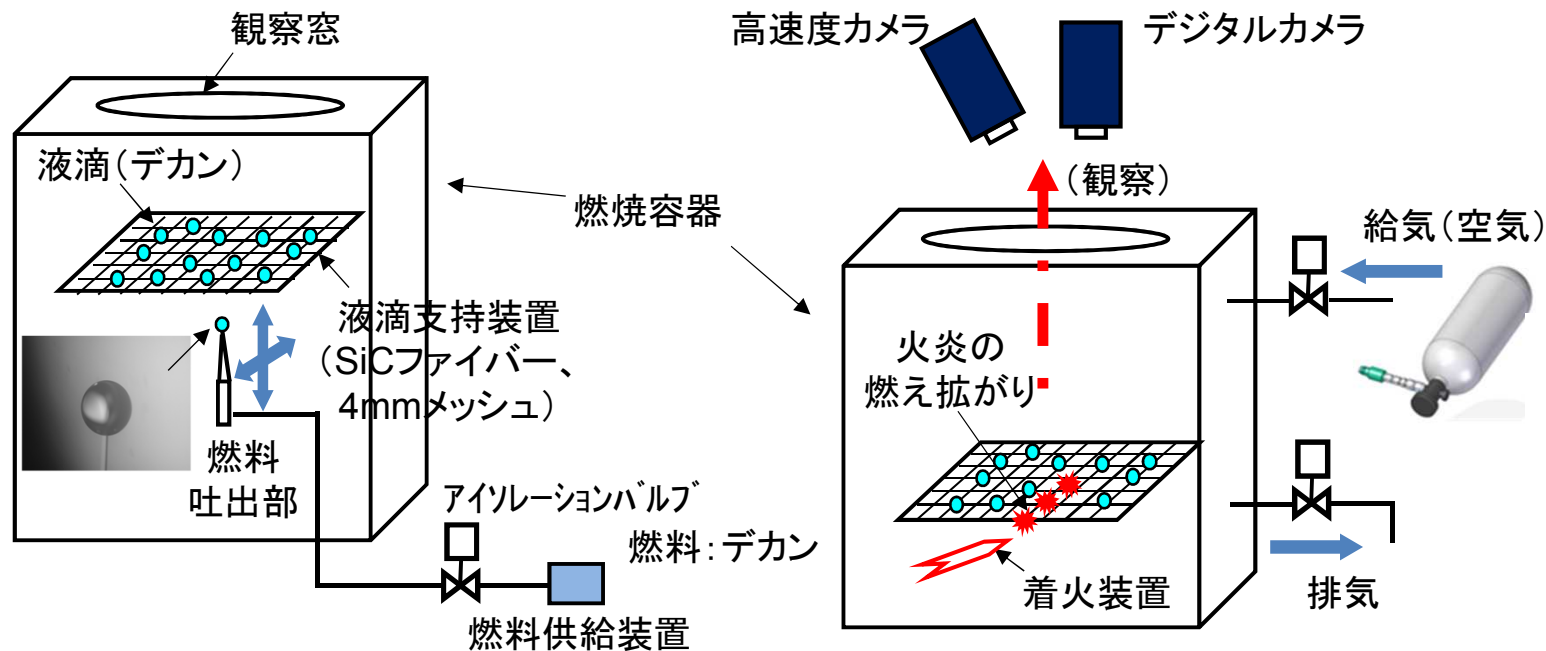 観察窓
液滴（デカン）
液滴支持装置
（SiCファイバー、
4mmメッシュ）
燃料
吐出部
アイソレーションバルブ
燃料：デカン
燃料供給装置
燃焼容器
高速度カメラ
デジタルカメラ
（観察）
給気（空気）
火炎の
燃え拡がり
着火装置
排気